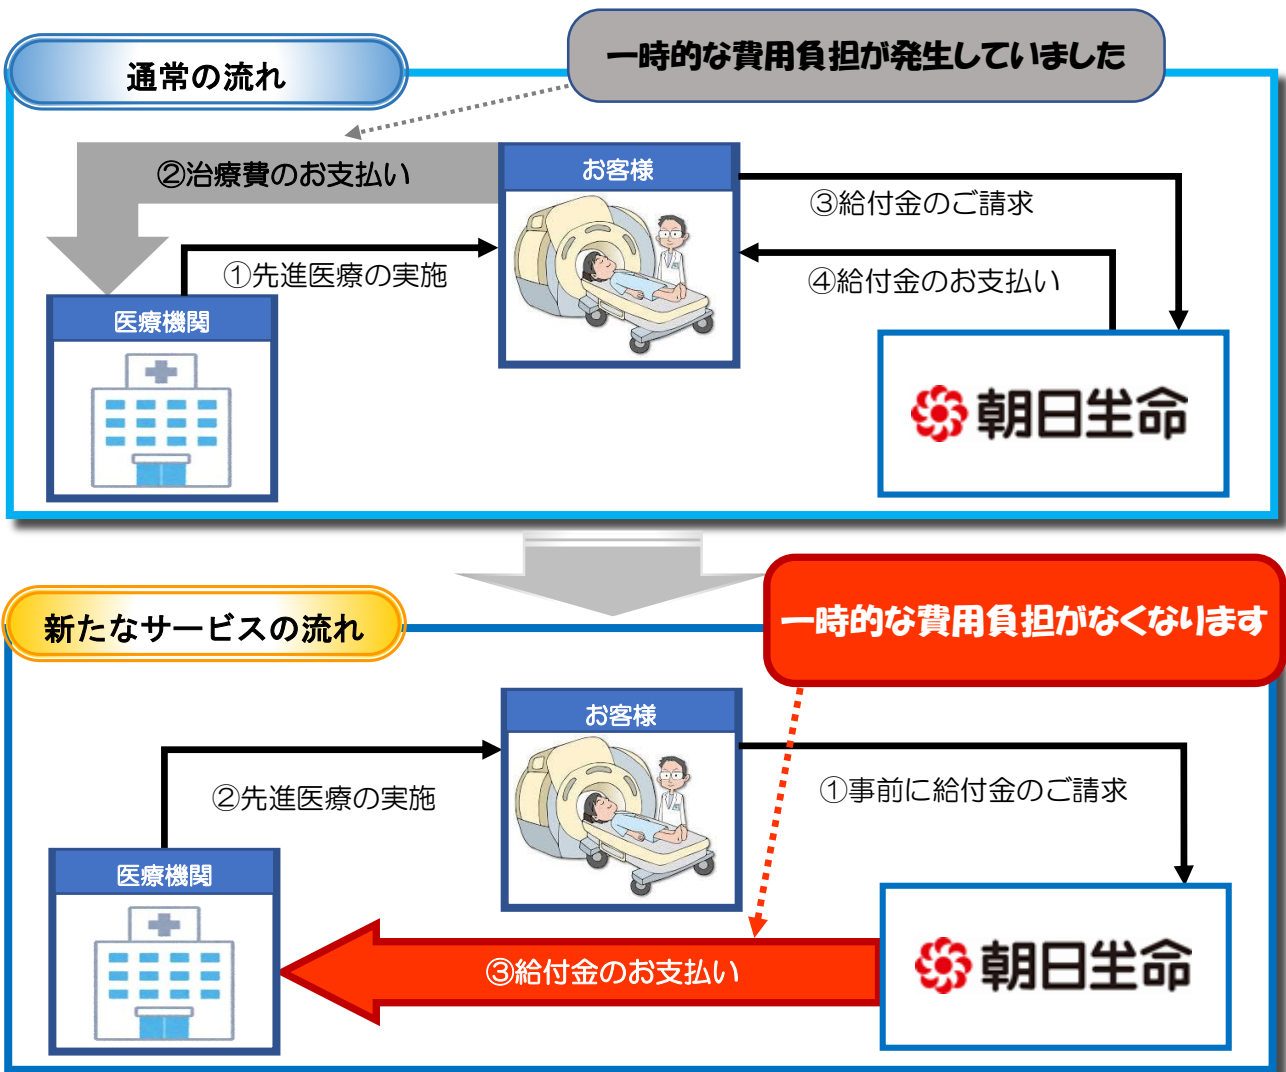 通常の流れ
一時的な費用負担が発生していました
②治療費のお支払い
お客様
③給付金のご請求
①先進医療の実施
④給付金のお支払い
医療機関
朝日生命
新たなサービスの流れ
一時的な費用負担がなくなります
お客様
②先進医療の実施
①事前に給付金のご請求
医療機関
③給付金のお支払い
朝日生命